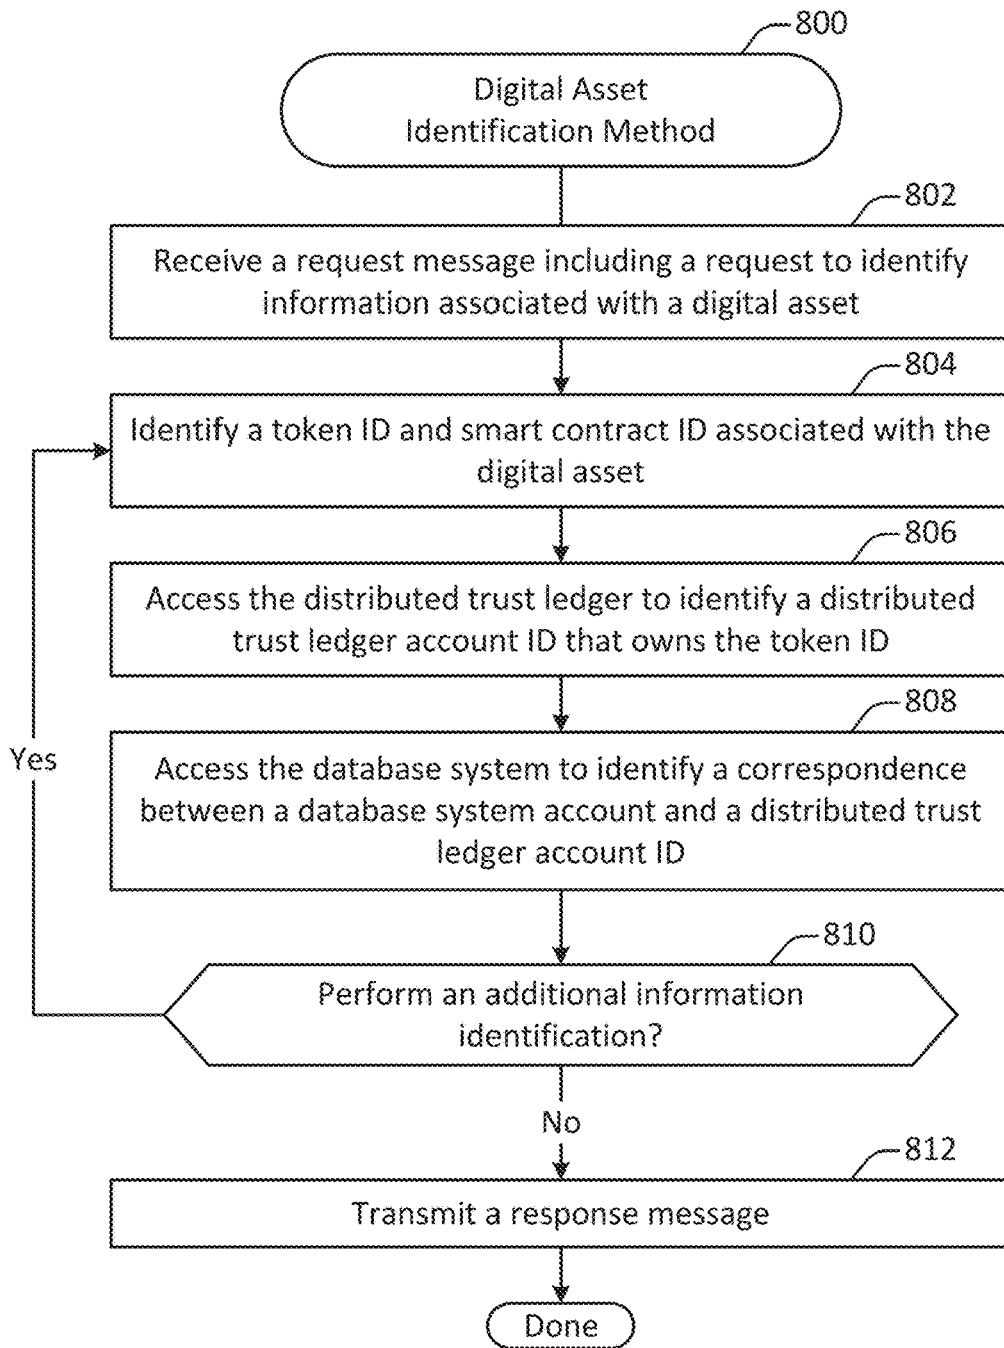 800
Digital Asset
Identification Method
802
Receive a request message including a request to identify
information associated with a digital asset
804
Identify a token ID and smart contract ID associated with the
digital asset
806
Access the distributed trust ledger to identify a distributed
trust ledger account ID that owns the token ID
808
Access the database system to identify a correspondence
between a database system account and a distributed trust
ledger account ID
Yes
810
Perform an additional information
identification?
No
812
Transmit a response message
Done